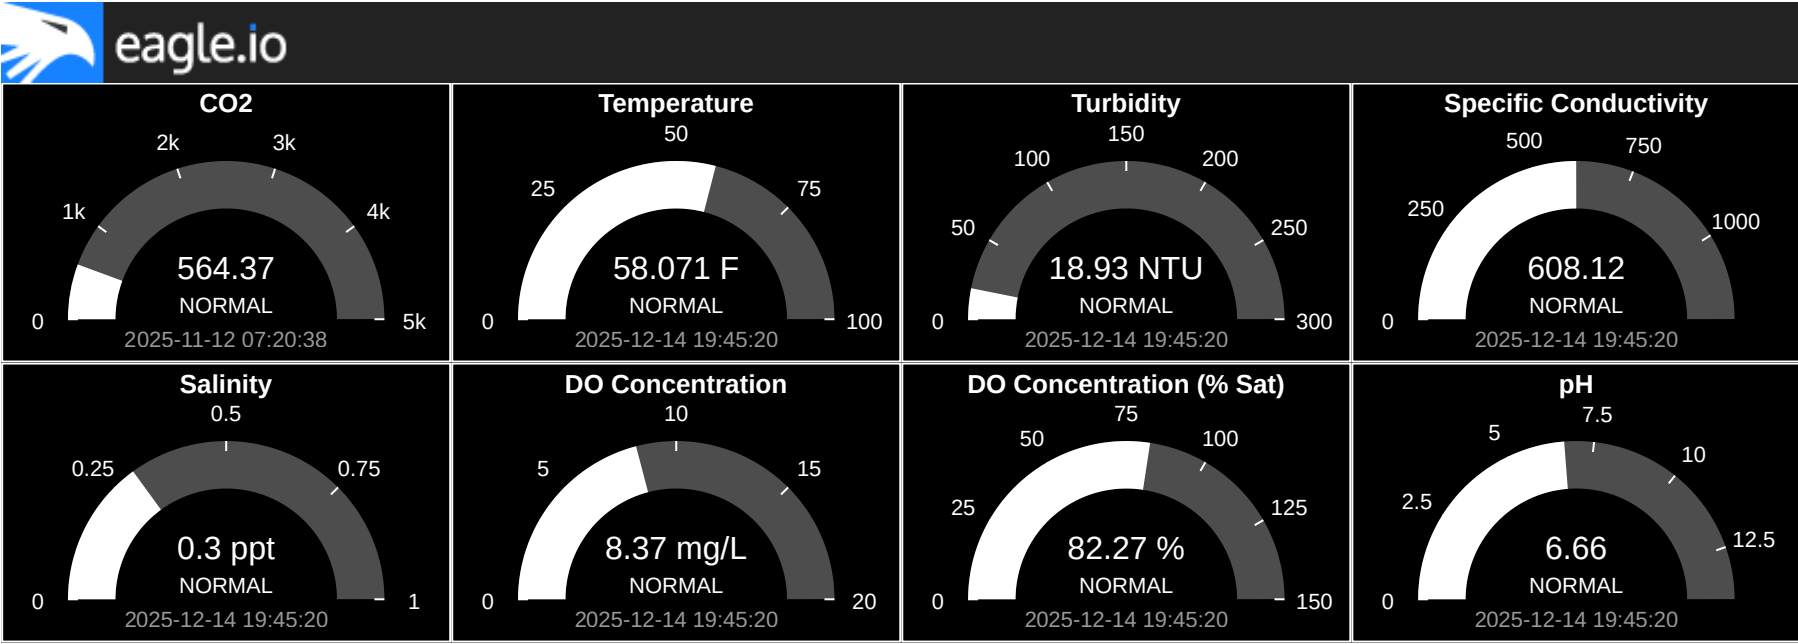 eagle.io
CO2
0
1k
2k
3k
4k
5k
564.37
NORMAL
2025-11-12 07:20:38
Temperature
0
25
50
75
100
58.071 F
NORMAL
2025-12-14 19:45:20
Turbidity
0
50
100
150
200
250
300
18.93 NTU
NORMAL
2025-12-14 19:45:20
Specific Conductivity
0
250
500
750
1000
608.12
NORMAL
2025-12-14 19:45:20
Salinity
0
0.25
0.5
0.75
1
0.3 ppt
NORMAL
2025-12-14 19:45:20
DO Concentration
0
5
10
15
20
8.37 mg/L
NORMAL
2025-12-14 19:45:20
DO Concentration (% Sat)
0
25
50
75
100
125
150
82.27 %
NORMAL
2025-12-14 19:45:20
pH
0
2.5
5
7.5
10
12.5
6.66
NORMAL
2025-12-14 19:45:20